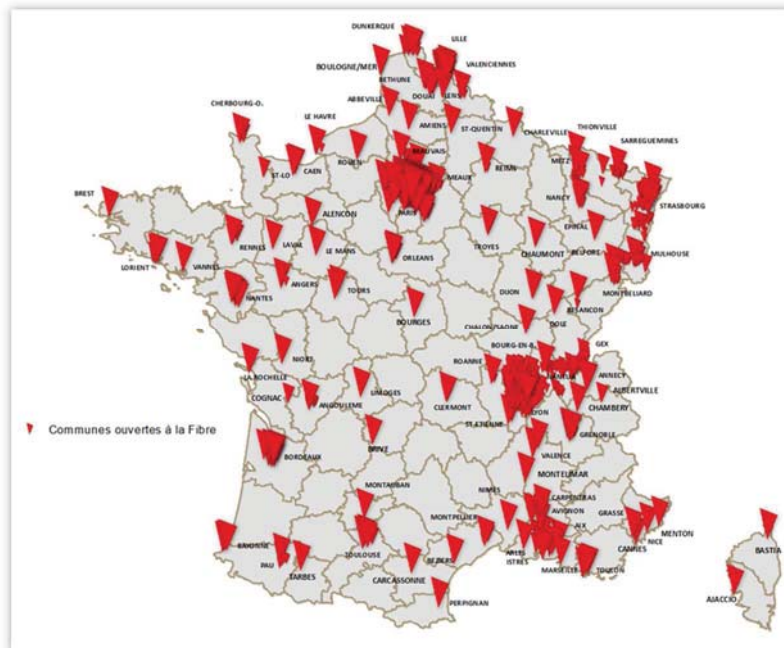 DUNKERQUE
LILLE
BOULOGNE/MER
VALENCIENNES
BETHUNE
DOUAI
LENS
ABBEVILLE
CHERBOURG-O.
LE HAVRE
AMIENS
ST-QUENTIN
CHARLEVILLE
THIONVILLE
SARREGUEMINES
ROUEN
BEAUVAIS
REIMS
METZ
ST-LO
CAEN
MEAUX
BREST
NANCY
STRASBOURG
ALENCON
PARIS
EPINAL
RENNES
LAVAL
LE MANS
TROYES
CHAUMONT
BELFORT
MULHOUSE
LORIENT
VANNES
ORLEANS
ANGERS
TOURS
DIJON
MONTBELIARD
NANTES
BESANCON
BOURGES
DOLE
BOURG-EN-B.
GEX
NIORT
ROANNE
ANNECY
LA ROCHELLE
ALBERTVILLE
COGNAC
ANGOULEME
LIMOGES
CLERMONT
CHAMBERY
LYON
ST-ETIENNE
Communes ouvertes à la Fibre
GRENOBLE
BORDEAUX
BRIVE
VALENCE
MONTELIMAR
MONTAUBAN
NIMES
CARPENTRAS
AVIGNON
GRASSE
MONTPELLIER
AIX
MENTON
NICE
BAYONNE
TOULOUSE
BEZIERS
ARLES
CANNES
BASTIA
PAU
ISTRES
TARBES
CARCASSONNE
MARSEILLE
TOULON
PERPIGNAN
AJACCIO